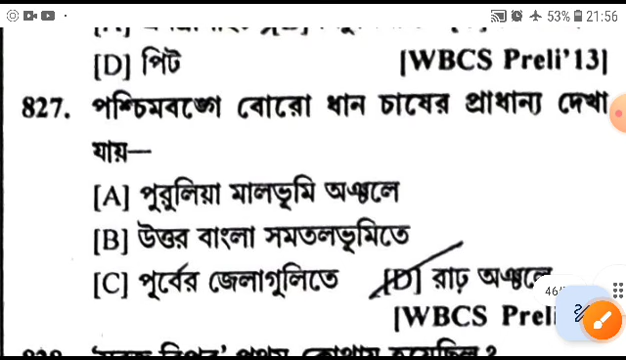 53% 21:56
[D] পিট [WBCS Preli'13]
827. পশ্চিমবঙ্গে বোরো ধান চাষের প্রাধান্য দেখা
যায়—
[A] পুরুলিয়া মালভূমি অঞ্চলে
[B] উত্তর বাংলা সমতলভূমিতে
[C] পূর্বের জেলাগুলিতে [D] রাঢ় অঞ্চলে
46
[WBCS Preli